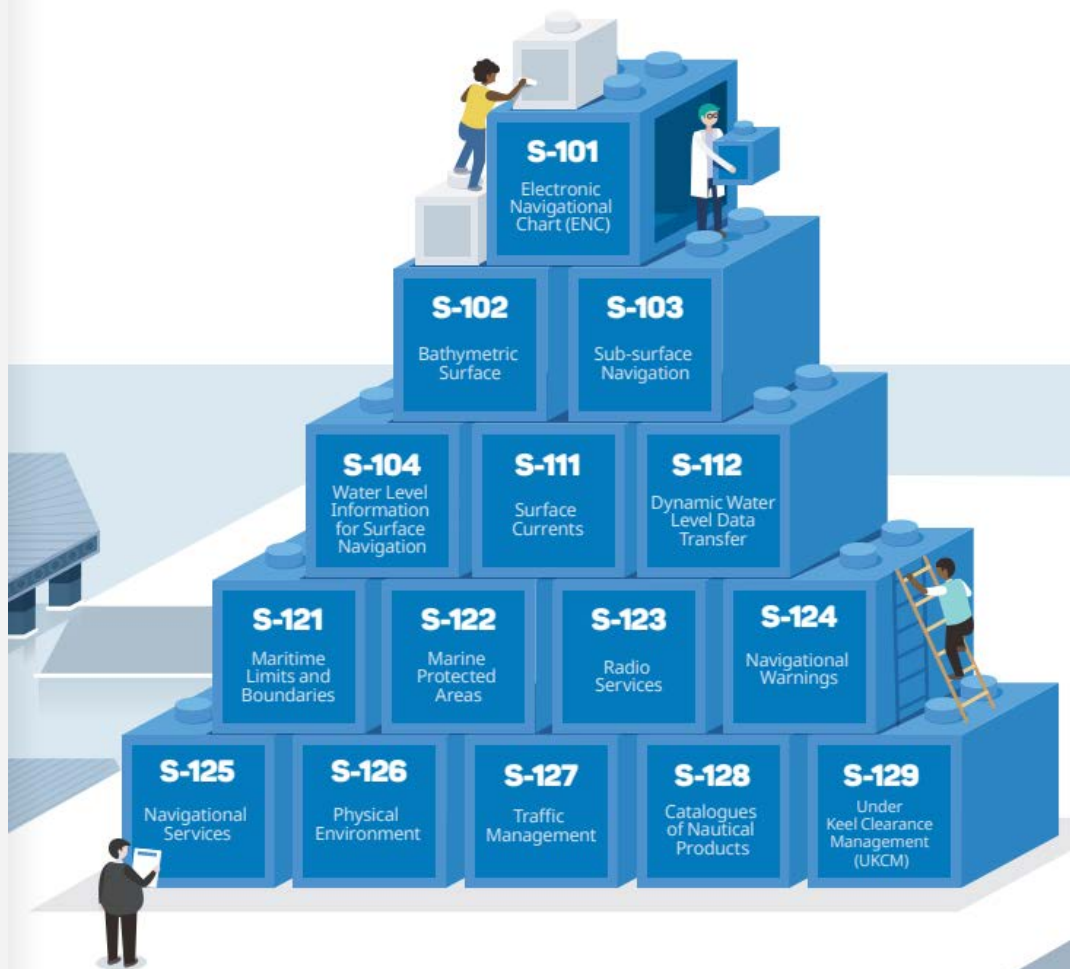 S-101
Electronic
Navigational
Chart (ENC)
S-102
Bathymetric
Surface
S-103
Sub-surface
Navigation
S-104
Water Level
Information
for Surface
Navigation
S-111
Surface
Currents
S-112
Dynamic Water
Level Data
Transfer
S-121
Maritime
Limits and
Boundaries
S-122
Marine
Protected
Areas
S-123
Radio
Services
S-124
Navigational
Warnings
S-125
Navigational
Services
S-126
Physical
Environment
S-127
Traffic
Management
S-128
Catalogues
of Nautical
Products
S-129
Under
Keel Clearance
Management
(UKCM)